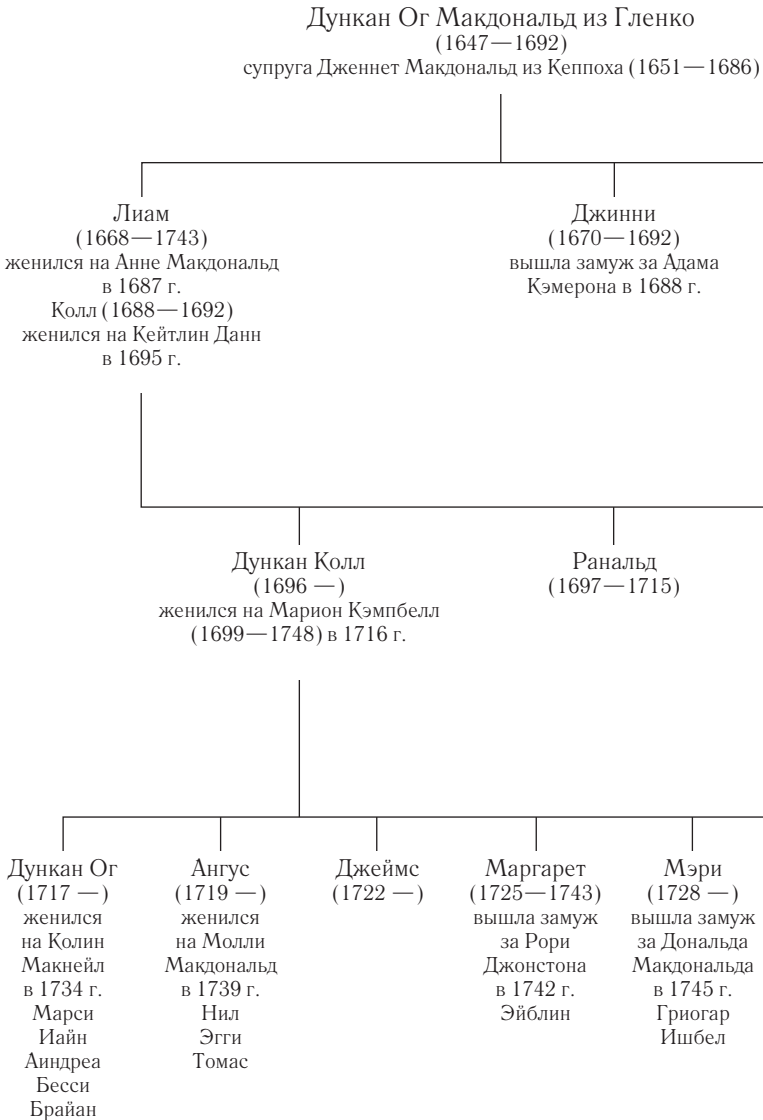 Дункан Ог Макдональд из Гленко
(1647—1692)
супруга Дженнет Макдональд из Кеппоха (1651—1686)
Лиам
(1668—1743)
женился на Анне Макдональд
в 1687 г.
Колл (1688—1692)
женился на Кейтлин Данн
в 1695 г.
Джинни
(1670—1692)
вышла замуж за Адама
Кэмерона в 1688 г.
Дункан Колл
(1696 —)
женился на Марион Кэмпбелл
(1699—1748) в 1716 г.
Ранальд
(1697—1715)
Дункан Ог
(1717 —)
женился
на Колин
Макнейл
в 1734 г.
Марси
Иайн
Аиндреа
Бесси
Брайан
Ангус
(1719 —)
женился
на Молли
Макдональд
в 1739 г.
Нил
Эгги
Томас
Джеймс
(1722 —)
Маргарет
(1725—1743)
вышла замуж
за Рори
Джонстона
в 1742 г.
Эйблин
Мэри
(1728 —)
вышла замуж
за Дональда
Макдональда
в 1745 г.
Гриогар
Ишбел